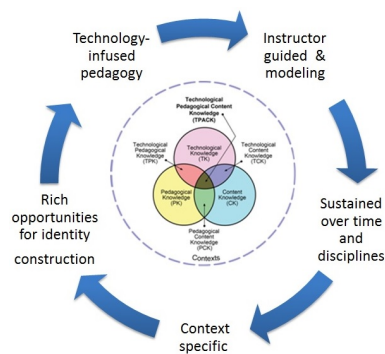 Technology-
infused
pedagogy
Instructor
guided &
modeling
Sustained
over time
and
disciplines
Context
specific
Rich
opportunities
for identity
construction
Technological
Pedagogical Content
Knowledge
(TPACK)
Technological
Pedagogical
Knowledge
(TPK)
Technological
Knowledge
(TK)
Technological
Content
Knowledge
(TCK)
Pedagogical
Knowledge
(PK)
Content
Knowledge
(CK)
Pedagogical
Content
Knowledge
(PCK)
Contexts